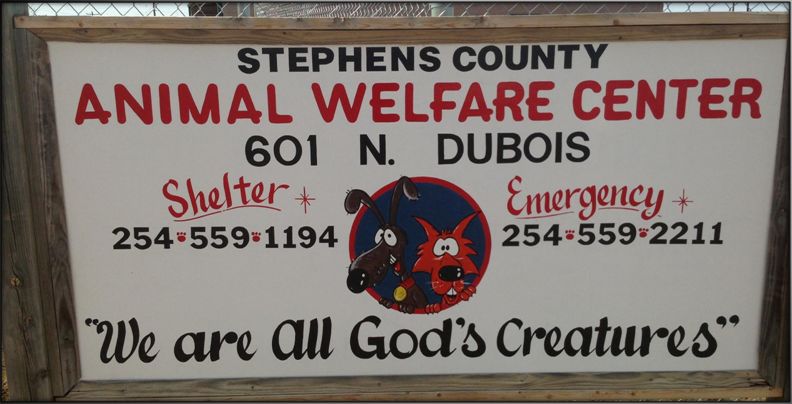 STEPHENS COUNTY
ANIMAL WELFARE CENTER
601 N. DUBOIS
Shelter
254•559•1194
Emergency
254•559•2211
"We are All God's Creatures"